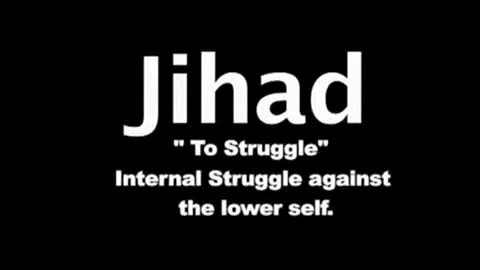 Jihad
" To Struggle"
Internal Struggle against
the lower self.